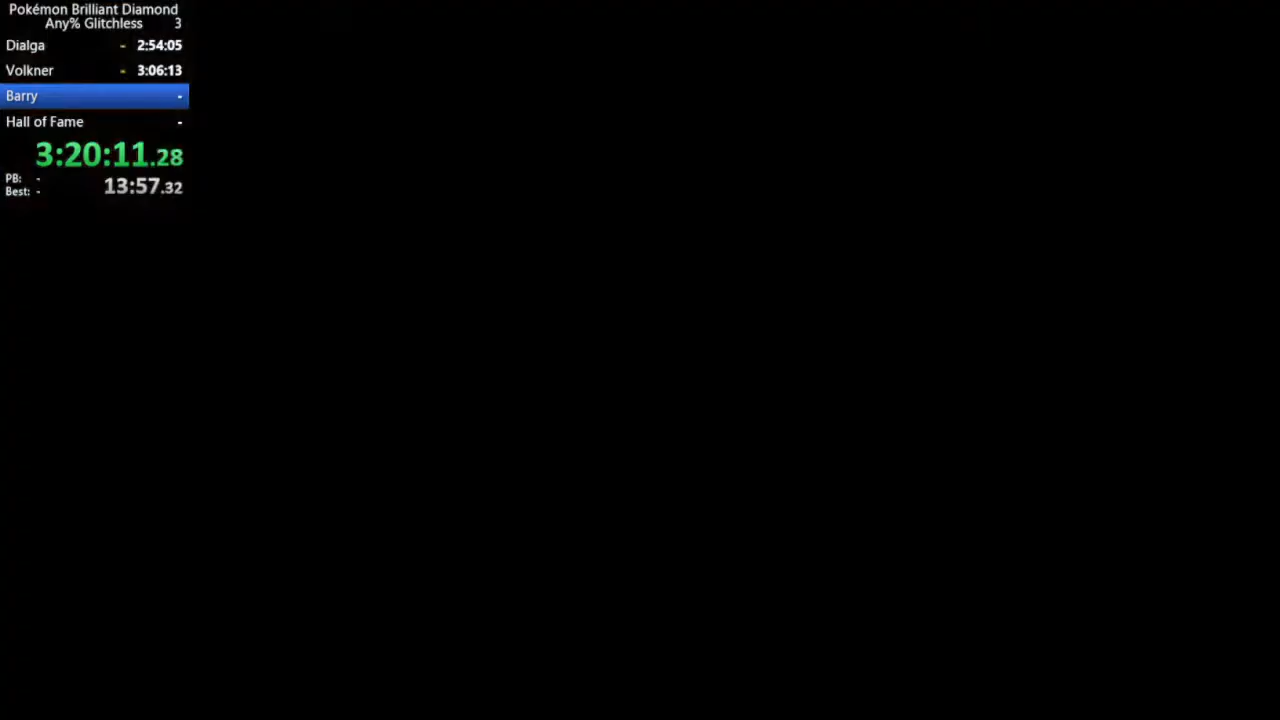 Pokémon Brilliant Diamond
Any% Glitchless 3
Dialga - 2:54:05
Volkner - 3:06:13
Barry -
Hall of Fame -
3:20:11.28
PB: - 13:57.32
Best: -